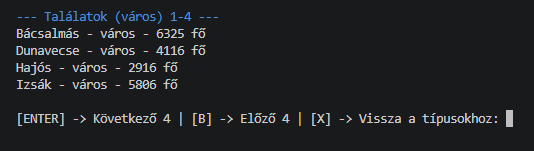 --- Találatok (város) 1-4 ---
Bácsalmás - város - 6325 fő
Dunavecse - város - 4116 fő
Hajós - város - 2916 fő
Izsák - város - 5806 fő
[ENTER] -> Következő 4 | [B] -> Előző 4 | [X] -> Vissza a típusokhoz: